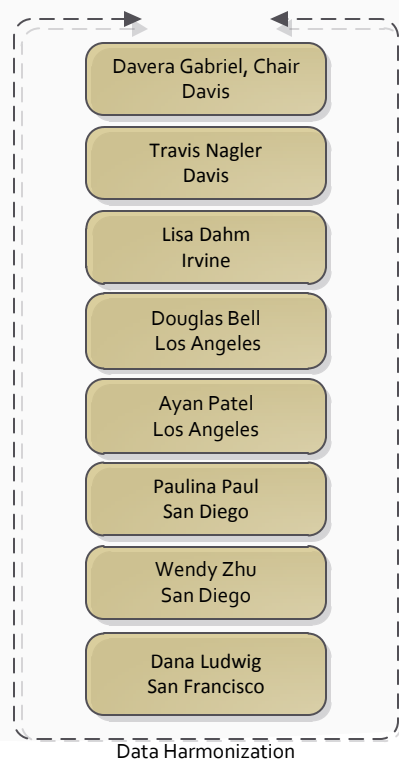 Davera Gabriel, Chair
Davis
Travis Nagler
Davis
Lisa Dahm
Irvine
Douglas Bell
Los Angeles
Ayan Patel
Los Angeles
Paulina Paul
San Diego
Wendy Zhu
San Diego
Dana Ludwig
San Francisco
Data Harmonization